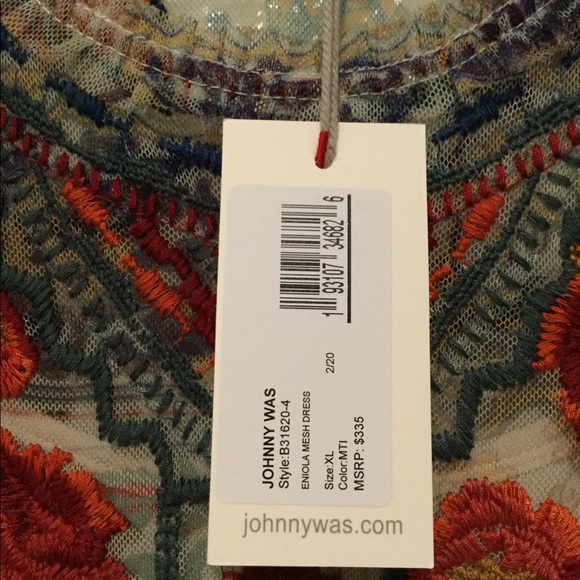 1 93107 34682 6
2/20
JOHNNY WAS
Style:B31620-4
ENIOLA MESH DRESS
Size:XL
Color:MTI
MSRP: $335
johnnywas.com